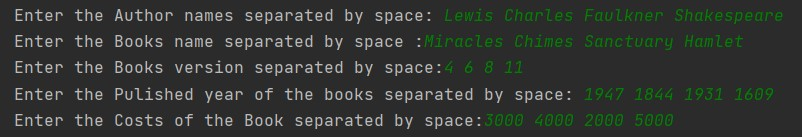 Enter the Author names separated by space: Lewis Charles Faulkner Shakespeare
Enter the Books name separated by space :Miracles Chimes Sanctuary Hamlet
Enter the Books version separated by space:4 6 8 11
Enter the Pulished year of the books separated by space: 1947 1844 1931 1609
Enter the Costs of the Book separated by space:3000 4000 2000 5000